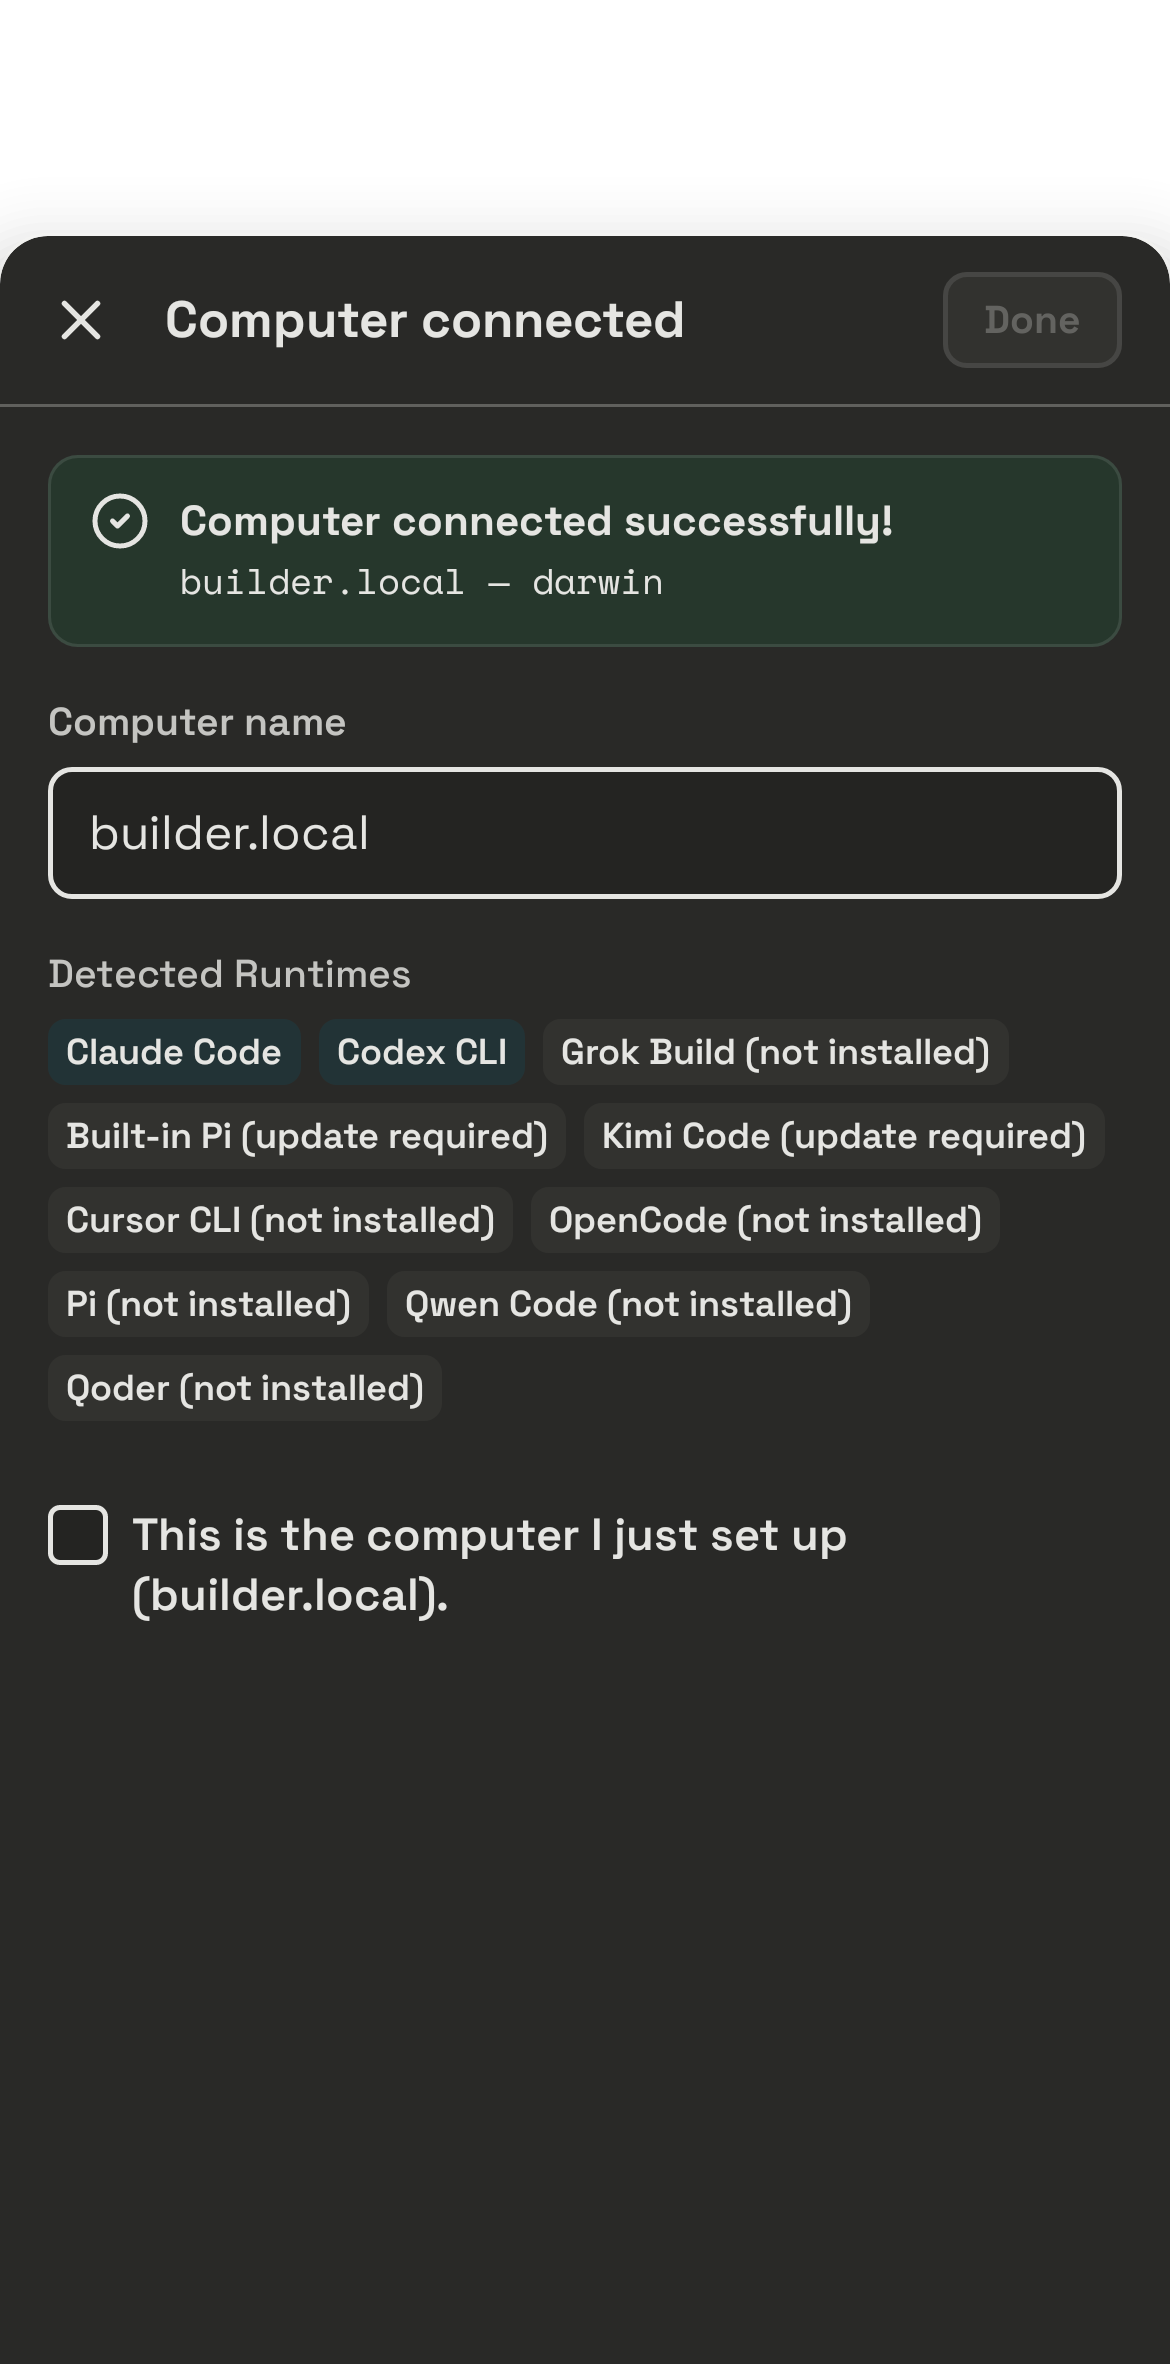 Computer connected
Done
Computer connected successfully!
builder.local — darwin
Computer name
builder.local
Detected Runtimes
Claude Code Codex CLI Grok Build (not installed)
Built-in Pi (update required) Kimi Code (update required)
Cursor CLI (not installed) OpenCode (not installed)
Pi (not installed) Qwen Code (not installed)
Qoder (not installed)
This is the computer I just set up
(builder.local).